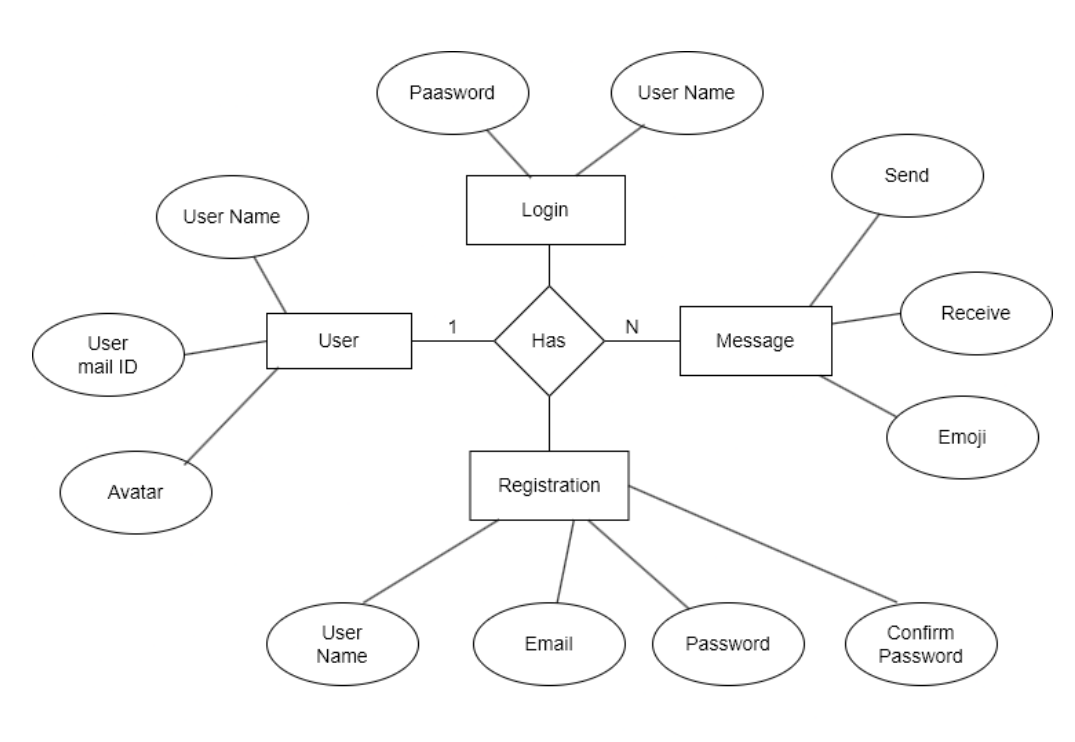 Paasword
User Name
Send
Login
User Name
Receive
User
mail ID
User
1
Has
N
Message
Emoji
Avatar
Registration
User
Name
Email
Password
Confirm
Password